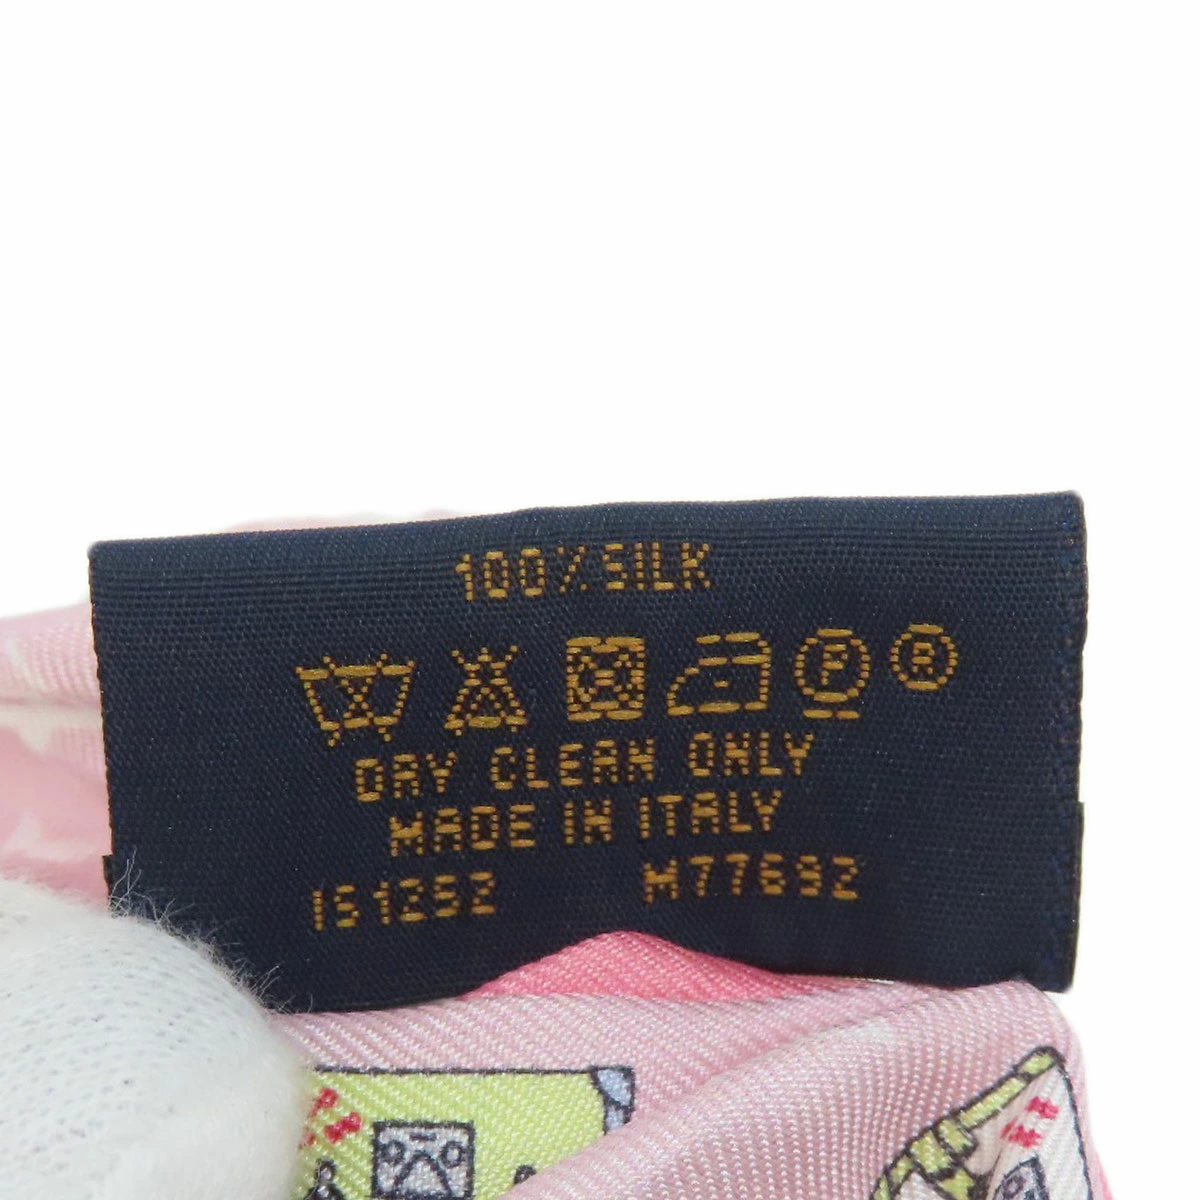 100%SILK
P R
DRY CLEAN ONLY
MADE IN ITALY
IS1252 M77692